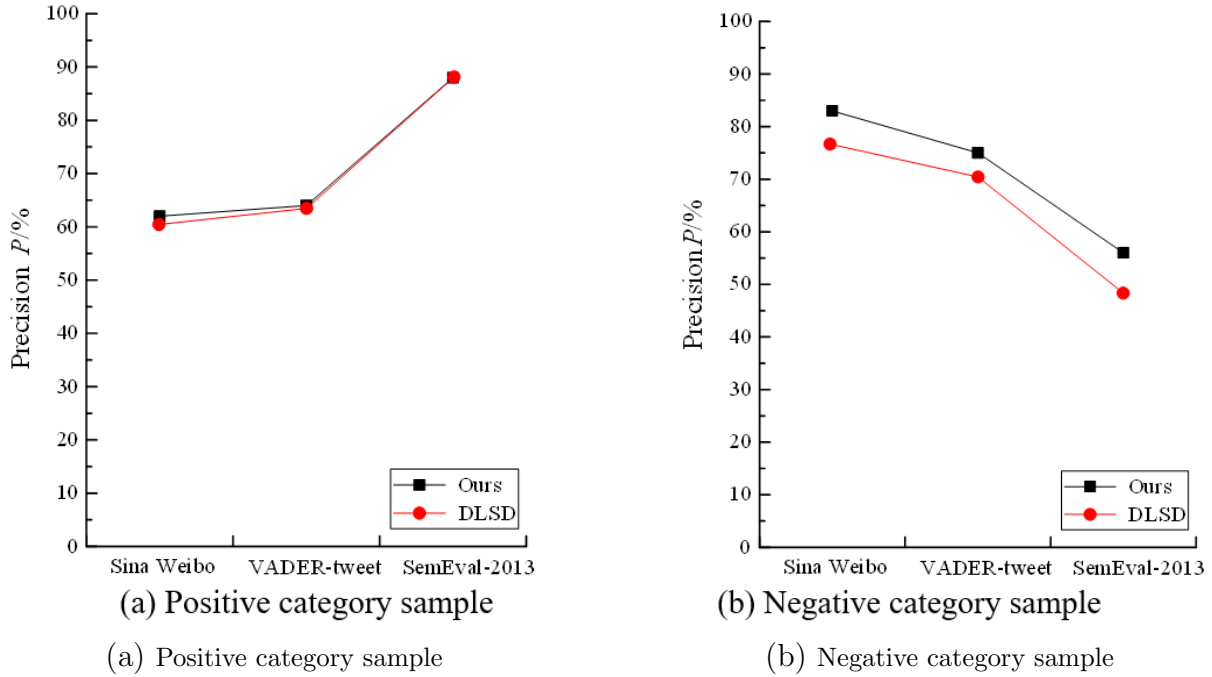 100
90
80
70
60
50
40
30
20
10
0
Precision P/%
Ours
DLSD
Sina Weibo VADER-tweet SemEval-2013
(a) Positive category sample
(a) Positive category sample
100
90
80
70
60
50
40
30
20
10
0
Precision P/%
Ours
DLSD
Sina Weibo VADER-tweet SemEval-2013
(b) Negative category sample
(b) Negative category sample